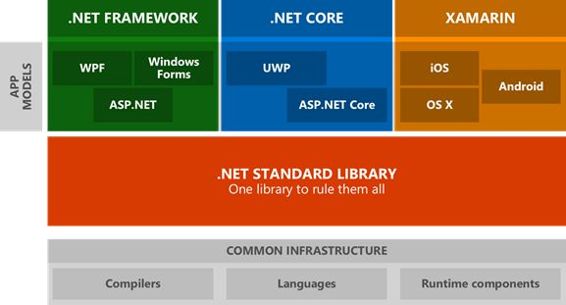 .NET FRAMEWORK
.NET CORE
XAMARIN
APP
MODELS
WPF
Windows
Forms
ASP.NET
UWP
ASP.NET Core
iOS
Android
OS X
.NET STANDARD LIBRARY
One library to rule them all
COMMON INFRASTRUCTURE
Compilers
Languages
Runtime components